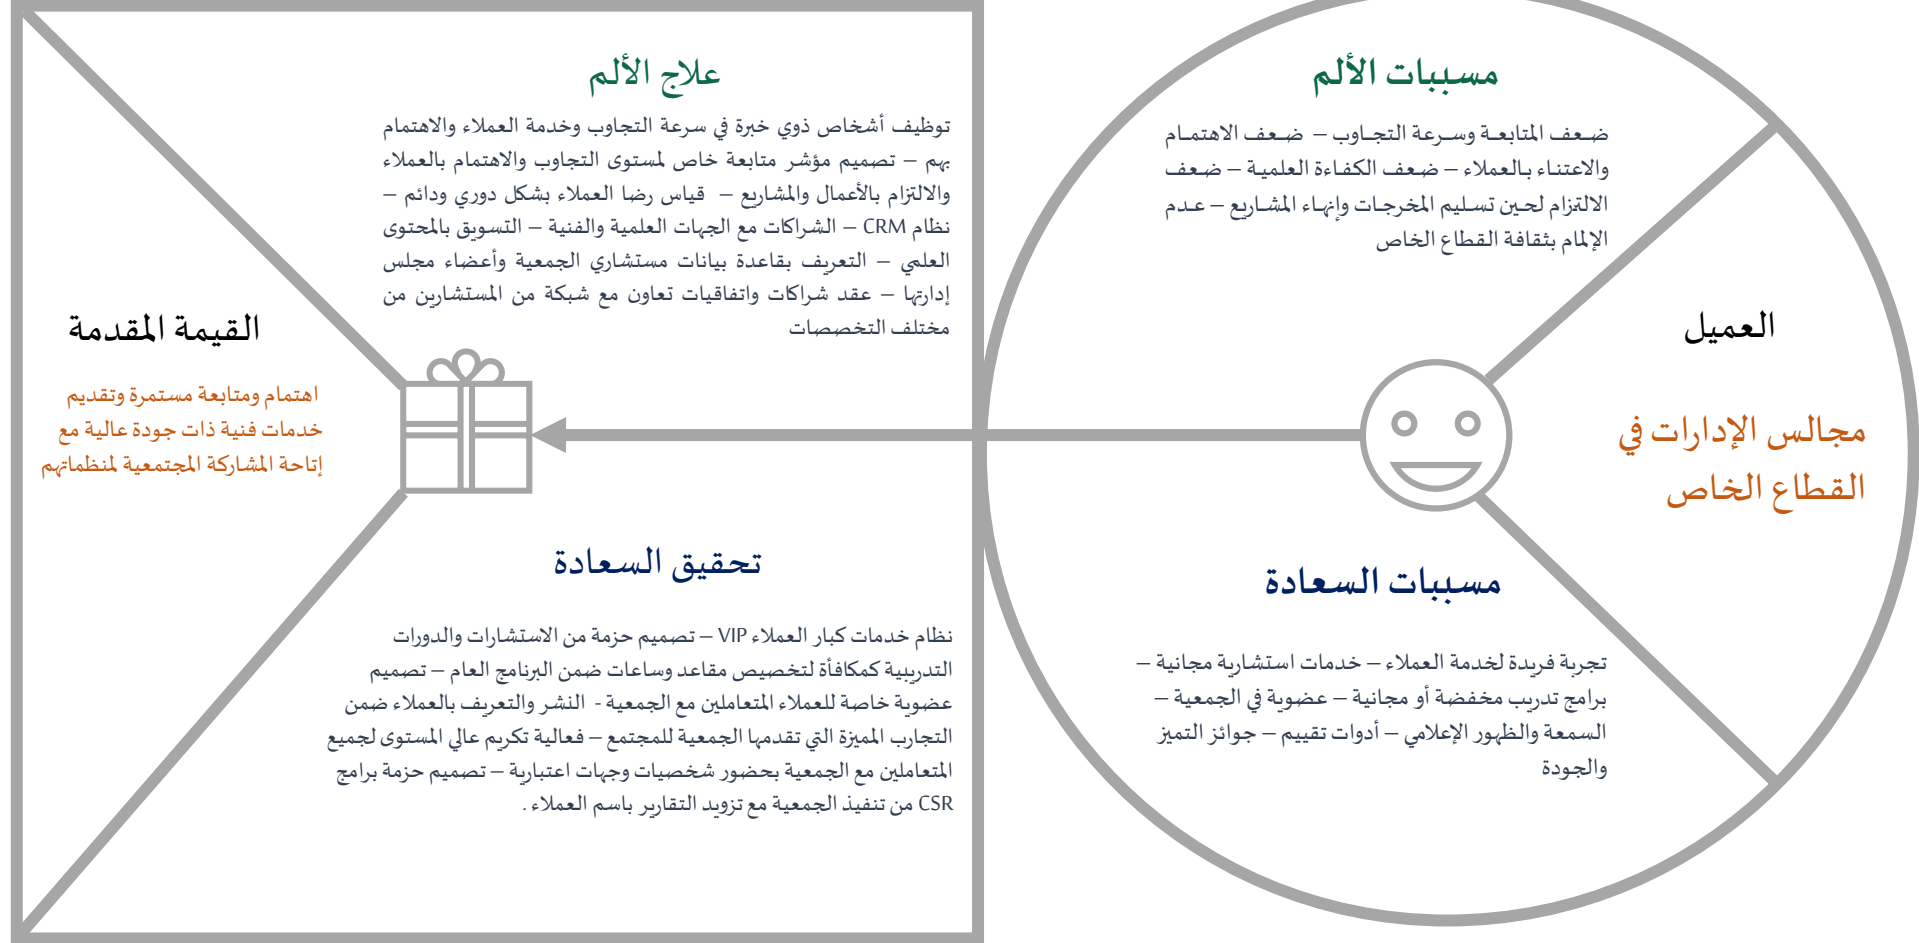 مسببات الألم
ضعف المتابعة وسرعة التجاوب – ضعف الاهتمام
والاعتناء بالعملاء – ضعف الكفاءة العلمية – ضعف
الالتزام لحين تسليم المخرجات وإنهاء المشاريع – عدم
الإلمام بثقافة القطاع الخاص
العميل
مجالس الإدارات في
القطاع الخاص
مسببات السعادة
تجربة فريدة لخدمة العملاء – خدمات استشارية مجانية –
برامج تدريب مخفضة أو مجانية – عضوية في الجمعية –
السمعة والظهور الإعلامي – أدوات تقييم – جوائز التميز
والجودة
علاج الألم
توظيف أشخاص ذوي خبرة في سرعة التجاوب وخدمة العملاء والاهتمام
بهم – تصميم مؤشر متابعة خاص لمستوى التجاوب والاهتمام بالعملاء
والالتزام بالأعمال والمشاريع – قياس رضا العملاء بشكل دوري ودائم –
نظام CRM – الشراكات مع الجهات العلمية والفنية – التسويق بالمحتوى
العلمي – التعريف بقاعدة بيانات مستشاري الجمعية وأعضاء مجلس
إدارتها – عقد شراكات واتفاقيات تعاون مع شبكة من المستشارين من
مختلف التخصصات
القيمة المقدمة
اهتمام ومتابعة مستمرة وتقديم
خدمات فنية ذات جودة عالية مع
إتاحة المشاركة المجتمعية لمنظماتهم
تحقيق السعادة
نظام خدمات كبار العملاء VIP – تصميم حزمة من الاستشارات والدورات
التدريبية كمكافأة لتخصيص مقاعد وساعات ضمن البرنامج العام – تصميم
عضوية خاصة للعملاء المتعاملين مع الجمعية - النشر والتعريف بالعملاء ضمن
التجارب المميزة التي تقدمها الجمعية للمجتمع – فعالية تكريم عالي المستوى لجميع
المتعاملين مع الجمعية بحضور شخصيات وجهات اعتبارية – تصميم حزمة برامج
CSR من تنفيذ الجمعية مع تزويد التقارير باسم العملاء .